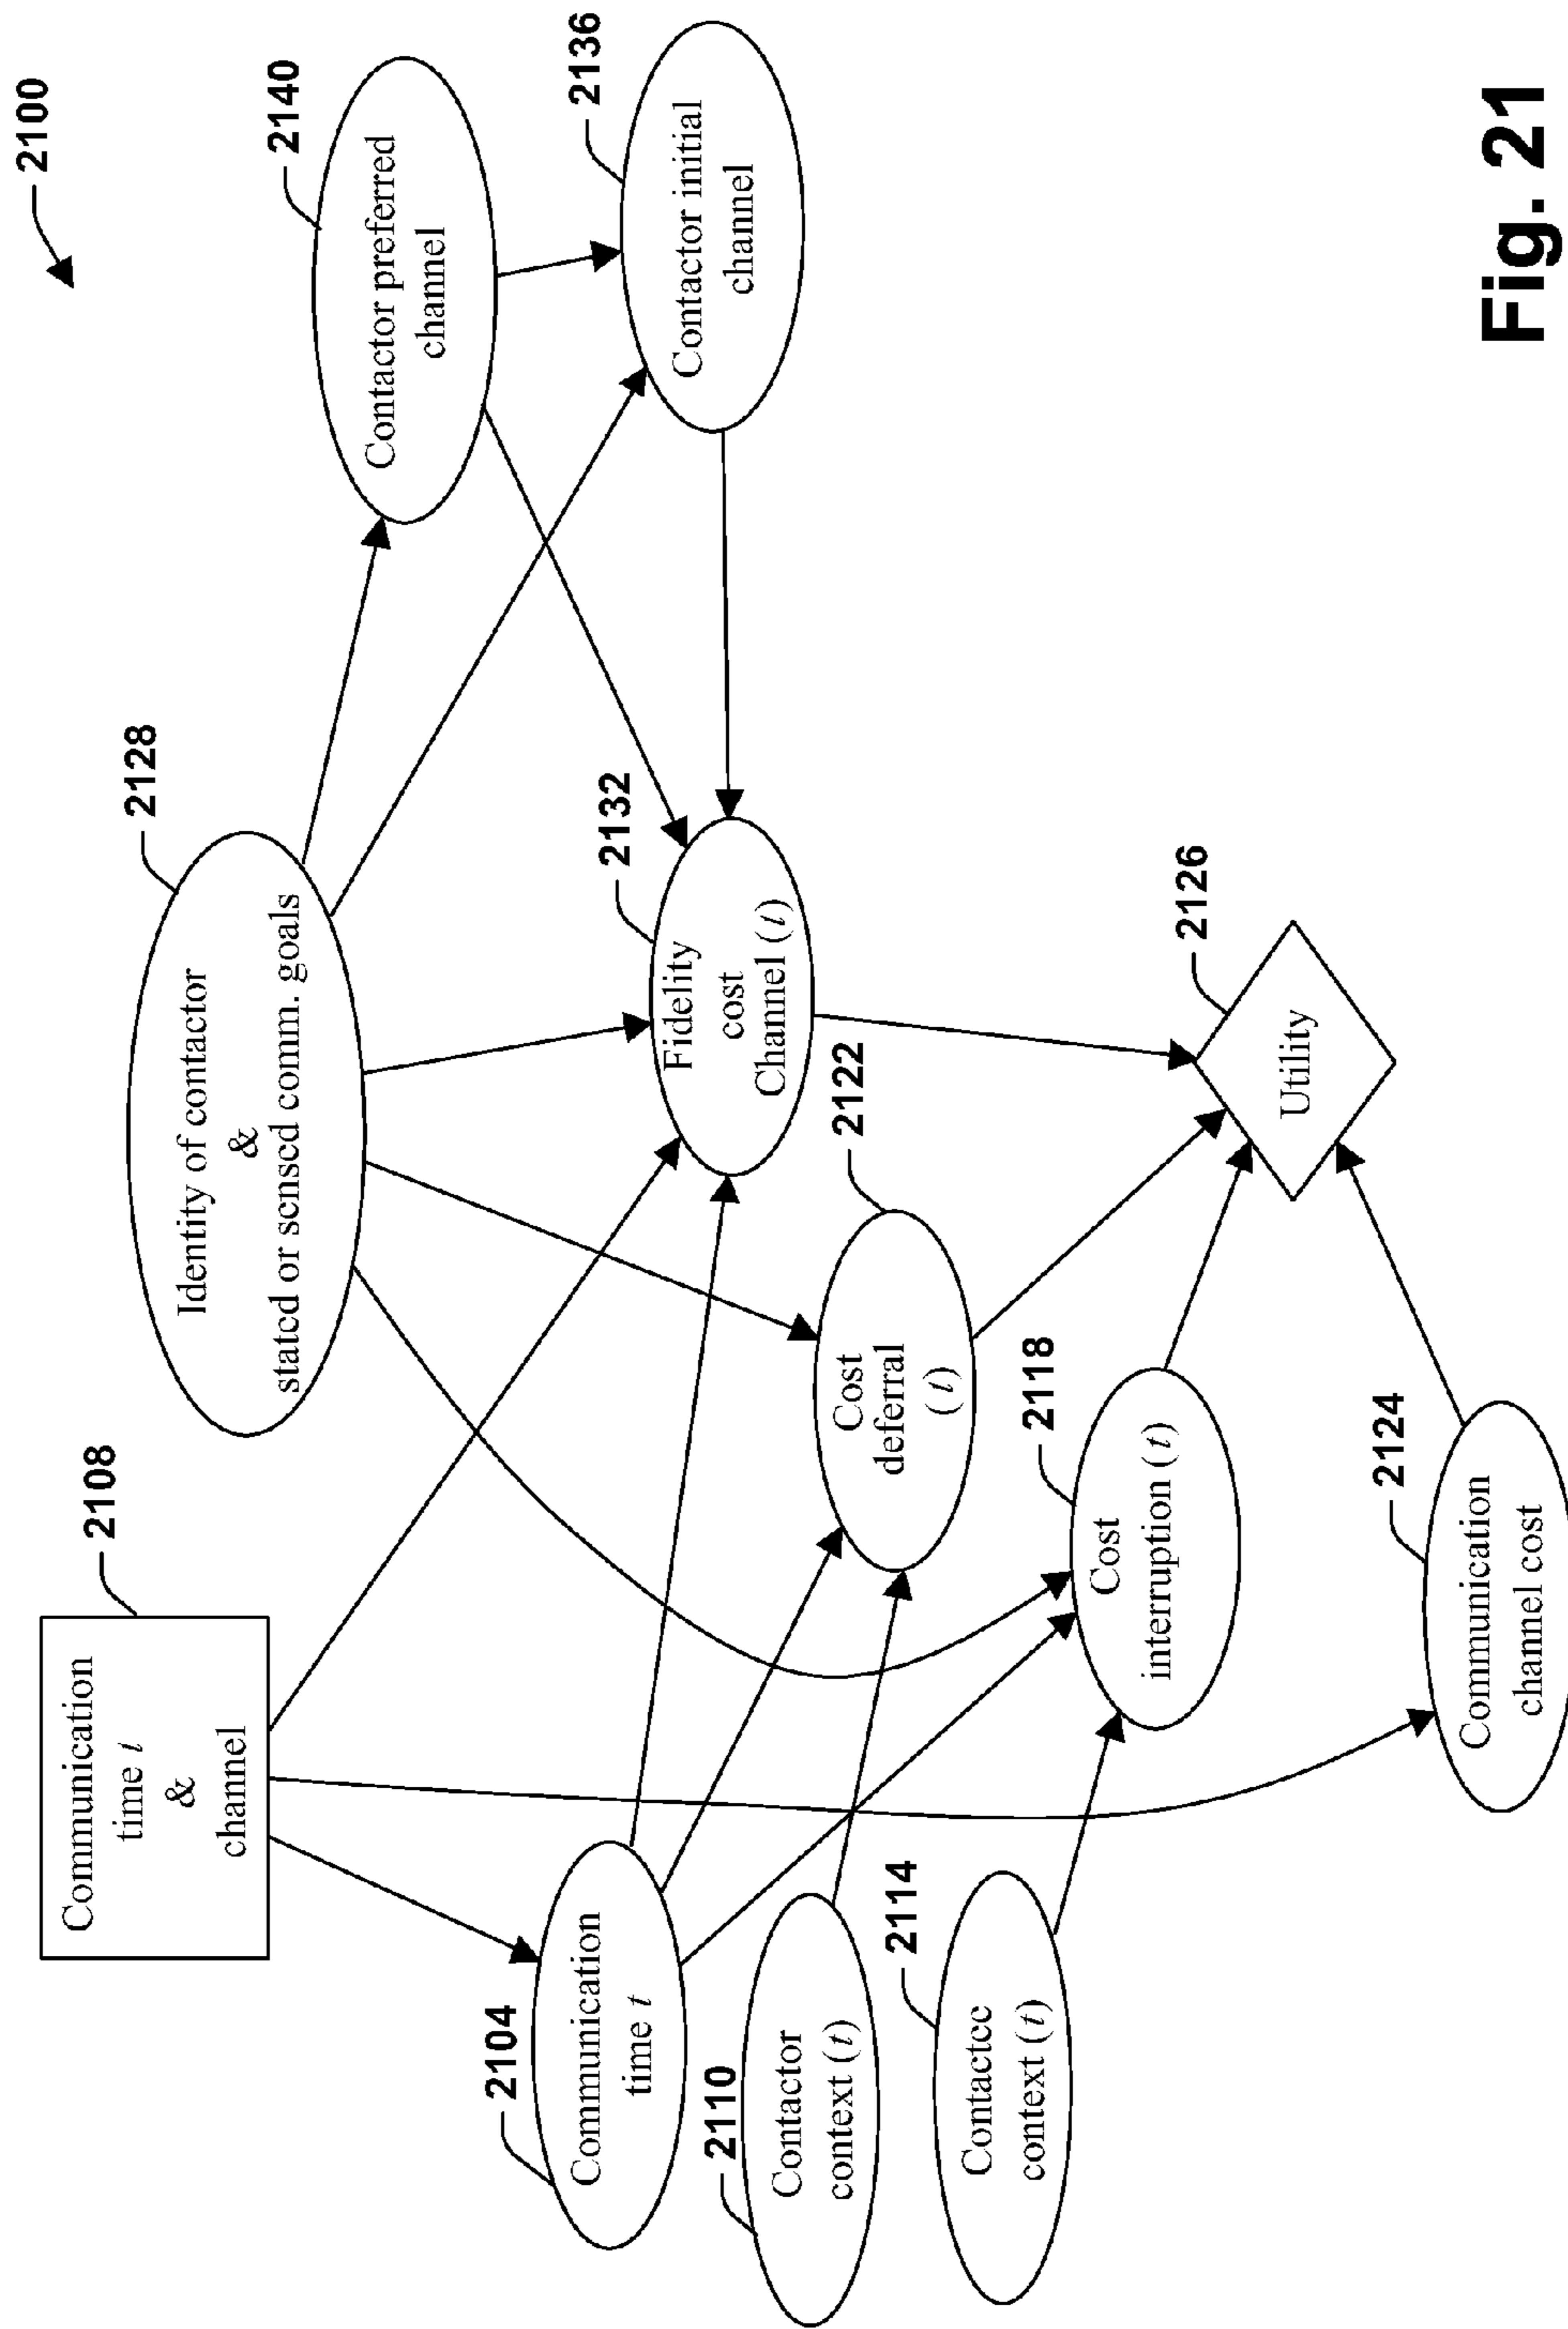 2100
2108
Communication
time t
&
channel
2128
Identity of contactor
&
stated or sensed comm. goals
2140
Contactor preferred
channel
2104
Communication
time t
2132
Fidelity
cost
Channel (t)
2136
Contactor initial
channel
2110
Contactor
context (t)
2122
Cost
deferral
(t)
2114
Contactee
context (t)
2118
Cost
interruption (t)
2126
Utility
2124
Communication
channel cost
Fig. 21